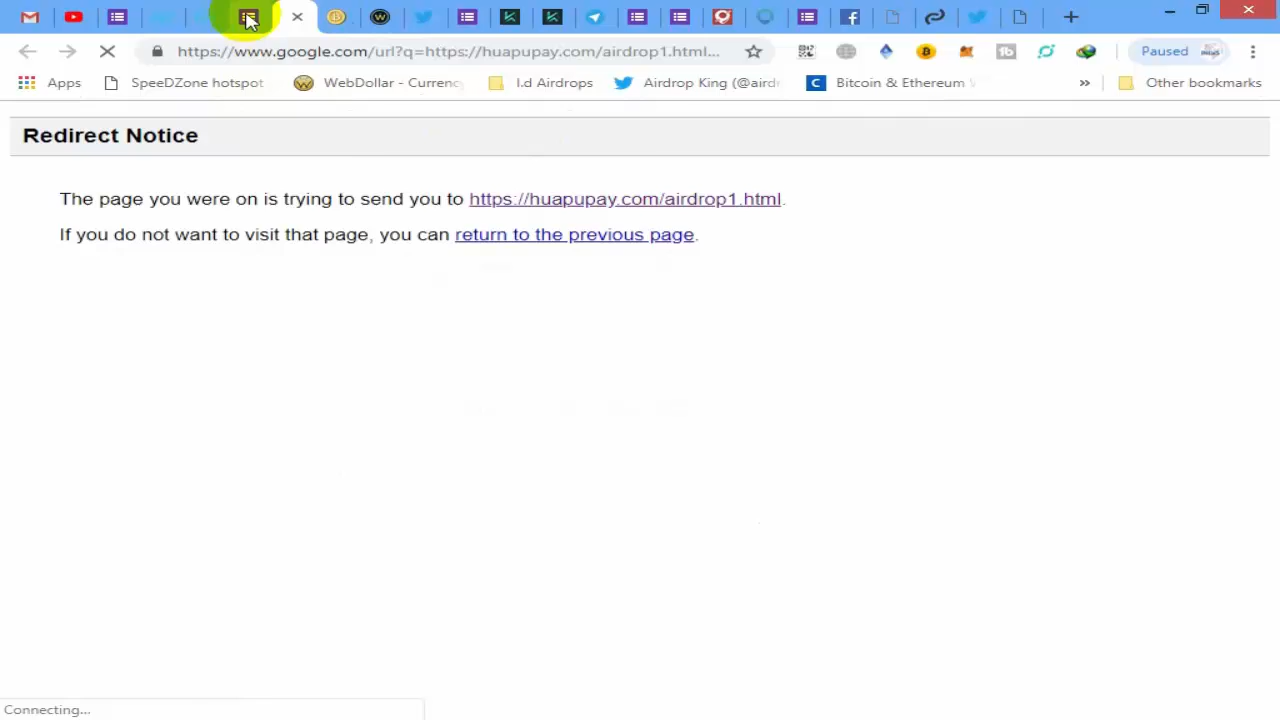 https://www.google.com/url?q=https://huapupay.com/airdrop1.html...
Paused
Apps
SpeeDZone hotspot
WebDollar - Currency
I.d Airdrops
Airdrop King (@aird
Bitcoin & Ethereum
»
Other bookmarks
Redirect Notice
The page you were on is trying to send you to https://huapupay.com/airdrop1.html.
If you do not want to visit that page, you can return to the previous page.
Connecting...